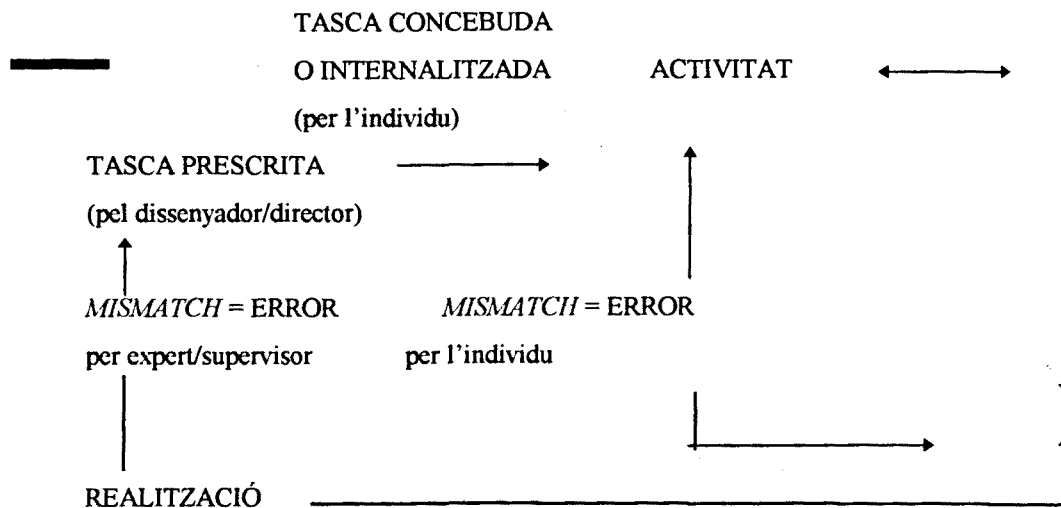 TASCA CONCEBUDA
O INTERNALITZADA ACTIVITAT
(per l'individu)
TASCA PRESCRITA
(pel dissenyador/director)
MISMATCH = ERROR MISMATCH = ERROR
per expert/supervisor per l'individu
REALITZACIÓ